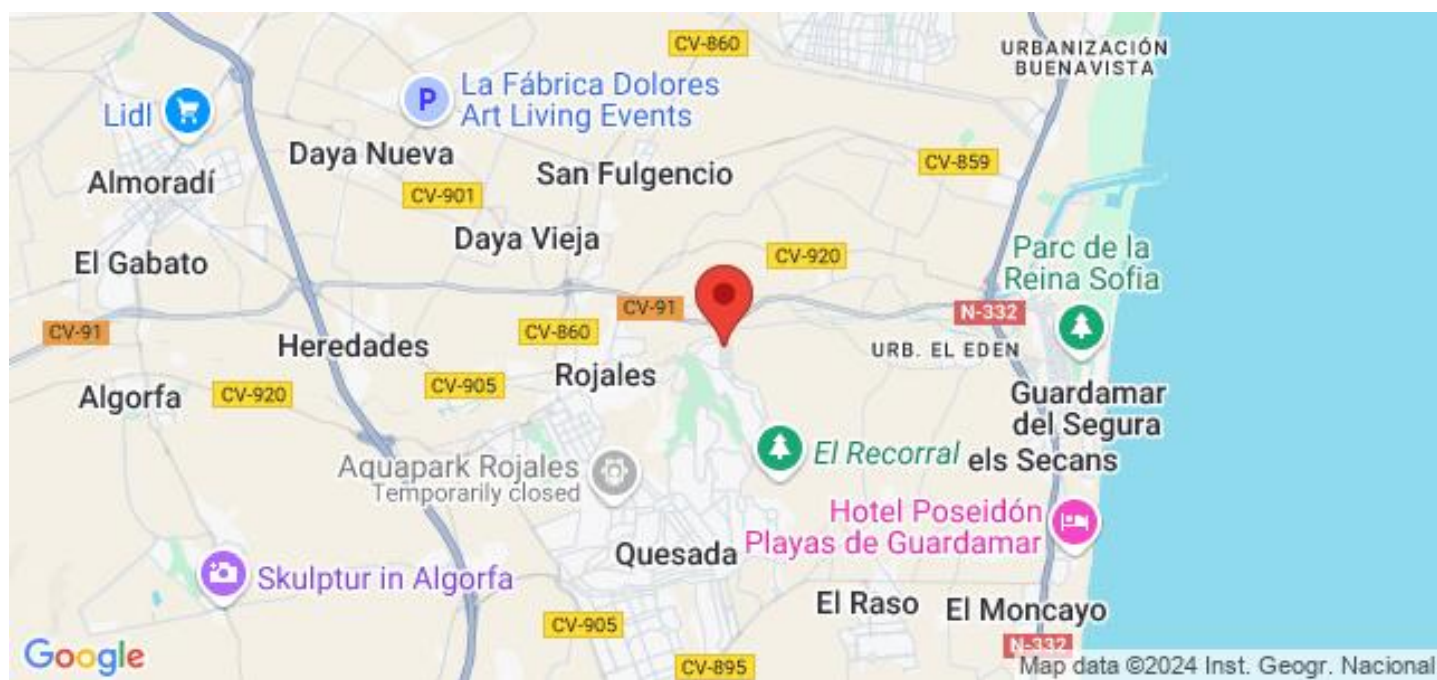 CV-860
URBANIZACIÓN
BUENAVISTA
La Fábrica Dolores
Art Living Events
P
Lidl
Daya Nueva
San Fulgencio
CV-859
Almoradí
CV-901
Daya Vieja
El Gabato
CV-920
Parc de la
Reina Sofia
CV-91
N-332
CV-91
CV-860
Heredades
URB. EL EDEN
Rojales
Algorfa
CV-920
CV-905
Guardamar
del Segura
El Recorral
els Secans
Aquapark Rojales
Temporarily closed
Hotel Poseidón
Playas de Guardamar
Quesada
Skulptur in Algorfa
El Raso
El Moncayo
CV-905
N-332
Google
CV-895
Map data ©2024 Inst. Geogr. Nacional